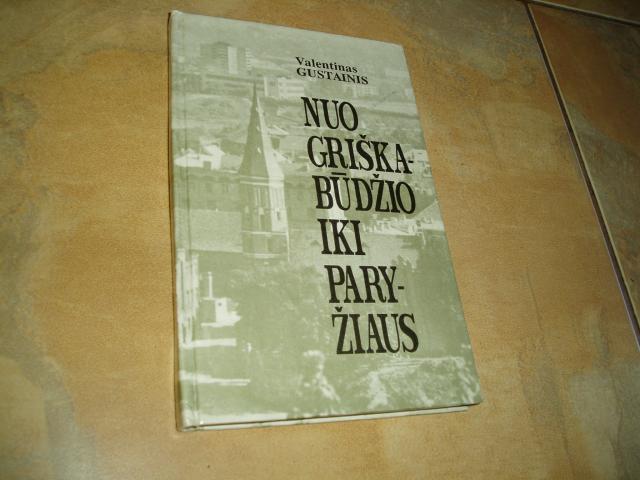 Valentinas
GUSTAINIS
NUO
GRIŠKA-
BŪDŽIO
IKI
PARY-
ŽIAUS